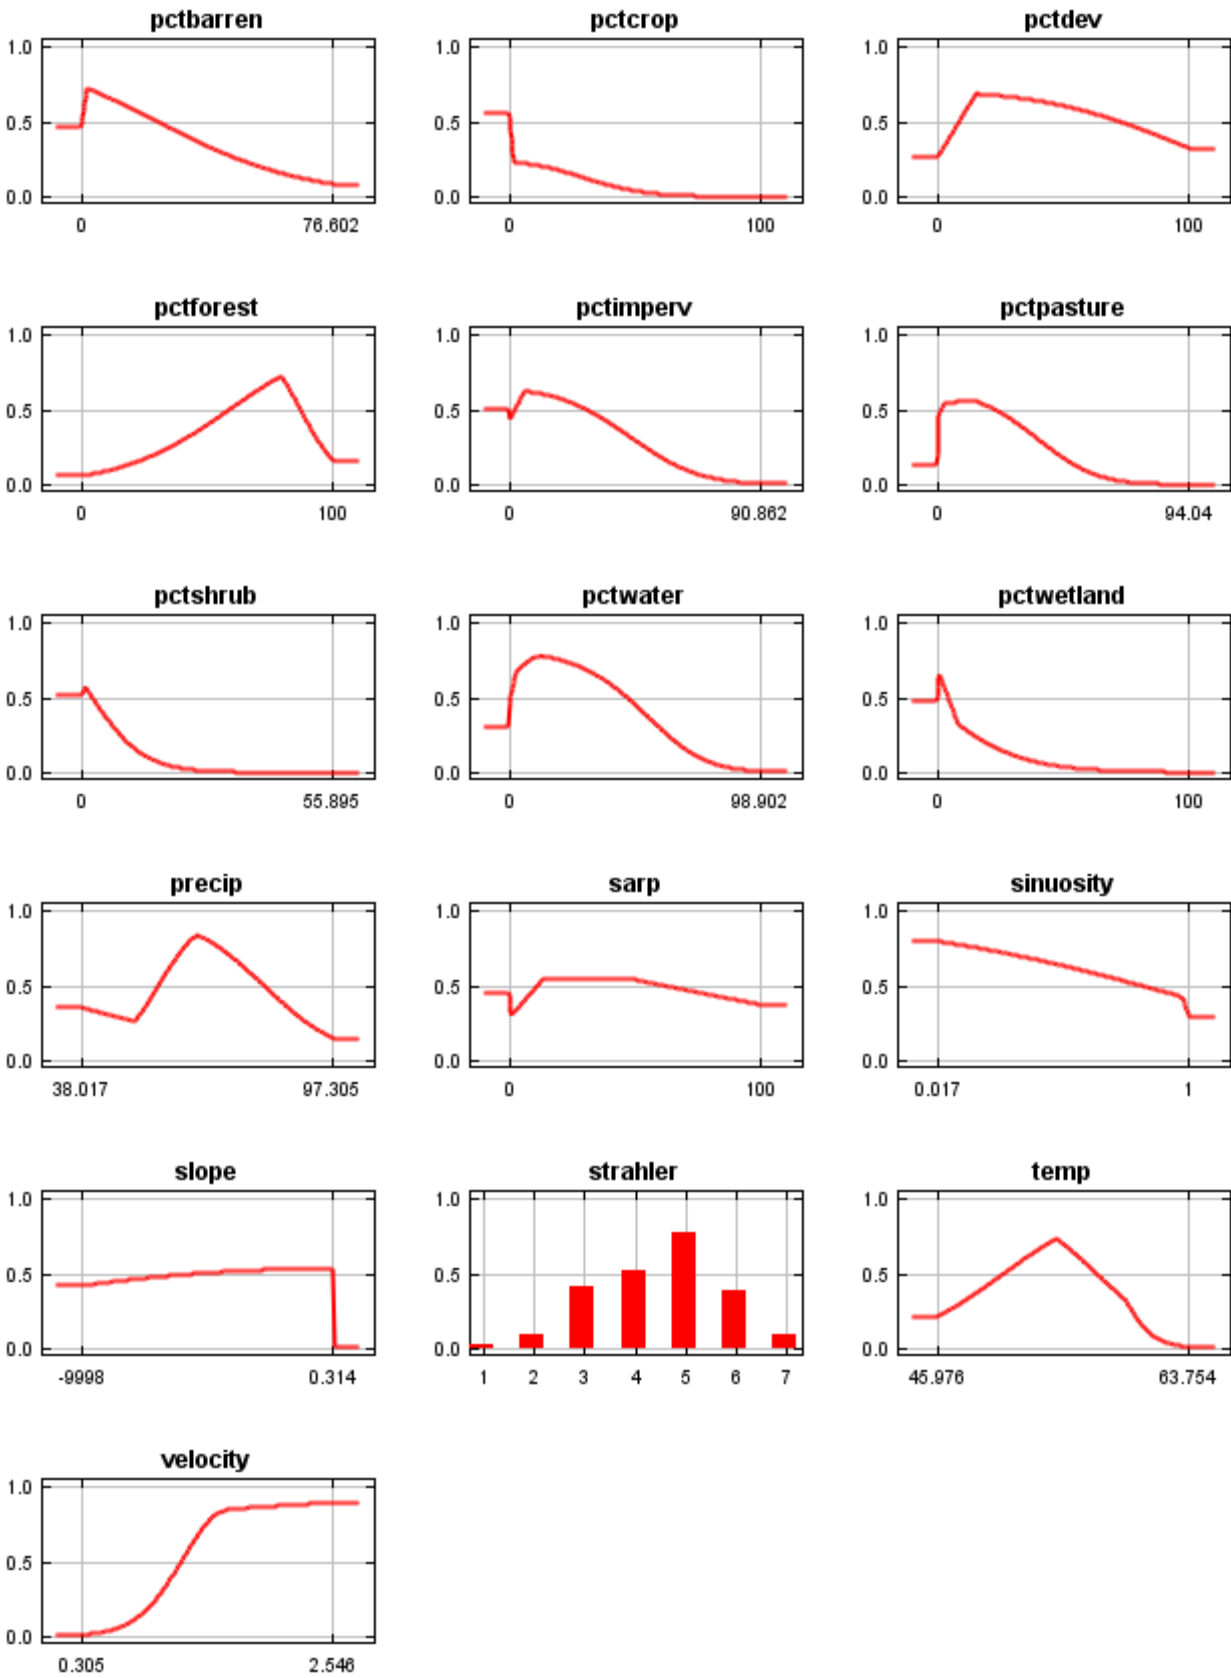 pctbarren pctcrop pctdev
1.0 1.0 1.0
0.5 0.5 0.5
0.0 0.0 0.0
0 76.602 0 100 0 100
pctforest pctimperv pctpasture
1.0 1.0 1.0
0.5 0.5 0.5
0.0 0.0 0.0
0 100 0 90.862 0 94.04
pctshrub pctwater pctwetland
1.0 1.0 1.0
0.5 0.5 0.5
0.0 0.0 0.0
0 55.895 0 98.902 0 100
precip sarp sinuosity
1.0 1.0 1.0
0.5 0.5 0.5
0.0 0.0 0.0
38.017 97.305 0 100 0.017 1
slope strahler temp
1.0 1.0 1.0
0.5 0.5 0.5
0.0 0.0 0.0
-9998 0.314 1 2 3 4 5 6 7 45.976 63.754
velocity
1.0
0.5
0.0
0.305 2.546